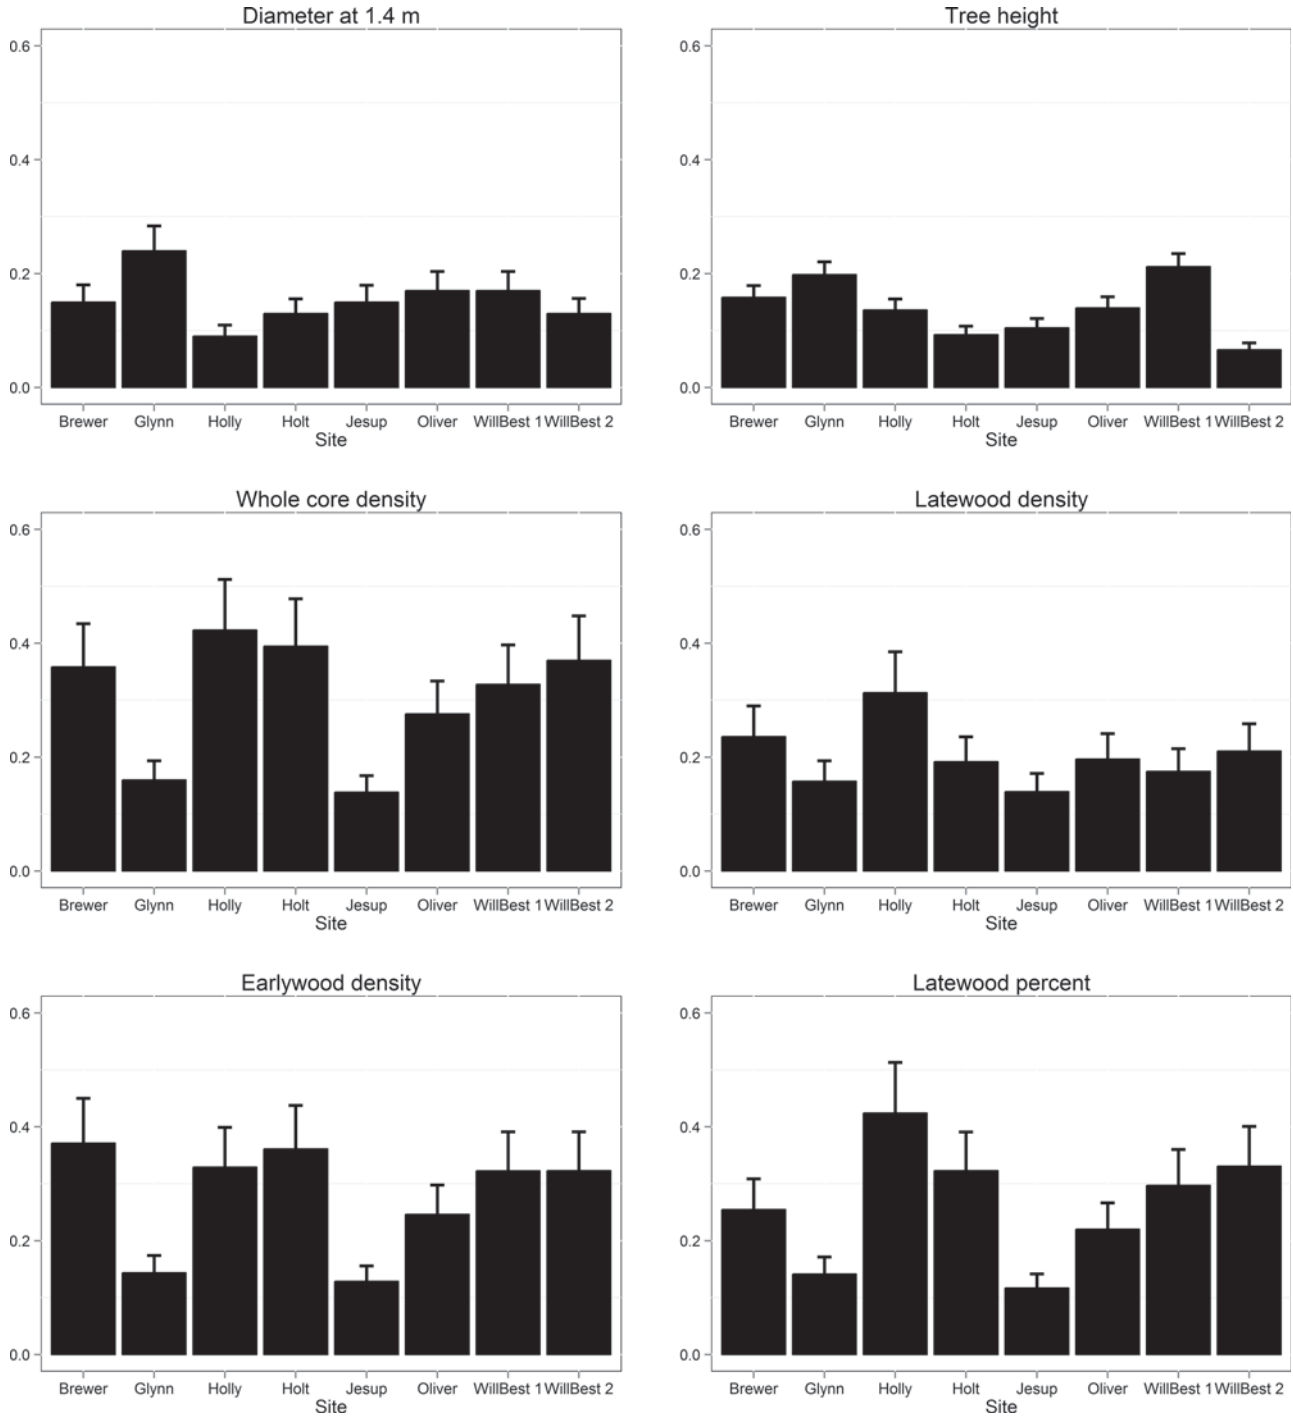 Diameter at 1.4 m
0.6
0.4
0.2
0.0
Brewer Glynn Holly Holt Jesup Oliver WillBest 1 WillBest 2
Site
Tree height
0.6
0.4
0.2
0.0
Brewer Glynn Holly Holt Jesup Oliver WillBest 1 WillBest 2
Site
Whole core density
0.6
0.4
0.2
0.0
Brewer Glynn Holly Holt Jesup Oliver WillBest 1 WillBest 2
Site
Latewood density
0.6
0.4
0.2
0.0
Brewer Glynn Holly Holt Jesup Oliver WillBest 1 WillBest 2
Site
Earlywood density
0.6
0.4
0.2
0.0
Brewer Glynn Holly Holt Jesup Oliver WillBest 1 WillBest 2
Site
Latewood percent
0.6
0.4
0.2
0.0
Brewer Glynn Holly Holt Jesup Oliver WillBest 1 WillBest 2
Site